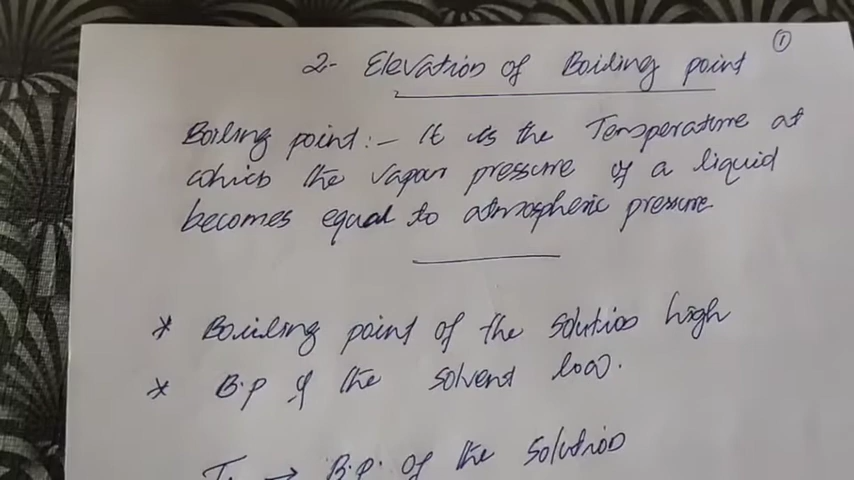 ①
2- Elevation of Boiling point
Boiling point :- It is the Temperature at
which the vapour pressure of a liquid
becomes equal to atmospheric pressure
* Boiling point of the solution high
* B.p of the solvent low.
T → B.p. of the solution